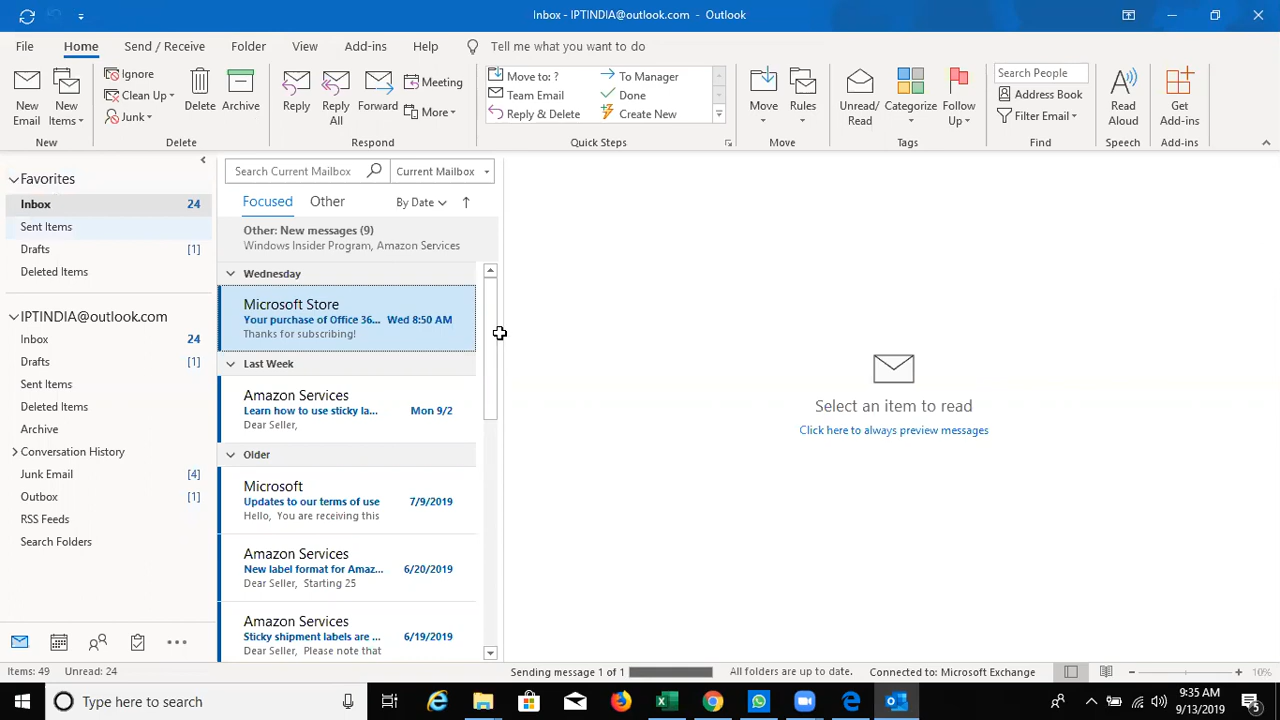 Inbox - IPTINDIA@outlook.com - Outlook
File Home Send / Receive Folder View Add-ins Help Tell me what you want to do
New Email
New Items
Ignore
Clean Up
Junk
Delete
Archive
Reply
Reply All
Forward
Meeting
More
Move to: ?
Team Email
Reply & Delete
To Manager
Done
Create New
Move
Rules
Unread/ Read
Categorize
Follow Up
Search People
Address Book
Filter Email
Read Aloud
Get Add-ins
New Delete Respond Quick Steps Move Tags Find Speech Add-ins
Favorites
Inbox 24
Sent Items
Drafts [1]
Deleted Items
IPTINDIA@outlook.com
Inbox 24
Drafts [1]
Sent Items
Deleted Items
Archive
Conversation History
Junk Email [4]
Outbox [1]
RSS Feeds
Search Folders
Search Current Mailbox Current Mailbox
Focused Other By Date
Other: New messages (9)
Windows Insider Program, Amazon Services
Wednesday
Microsoft Store
Your purchase of Office 36... Wed 8:50 AM
Thanks for subscribing!
Last Week
Amazon Services
Learn how to use sticky la... Mon 9/2
Dear Seller,
Older
Microsoft
Updates to our terms of use 7/9/2019
Hello, You are receiving this
Amazon Services
New label format for Amaz... 6/20/2019
Dear Seller, Starting 25
Amazon Services
Sticky shipment labels are ... 6/19/2019
Dear Seller, Please note that
Select an item to read
Click here to always preview messages
Items: 49 Unread: 24 Sending message 1 of 1 All folders are up to date. Connected to: Microsoft Exchange 10%
Type here to search
9:35 AM
9/13/2019
5